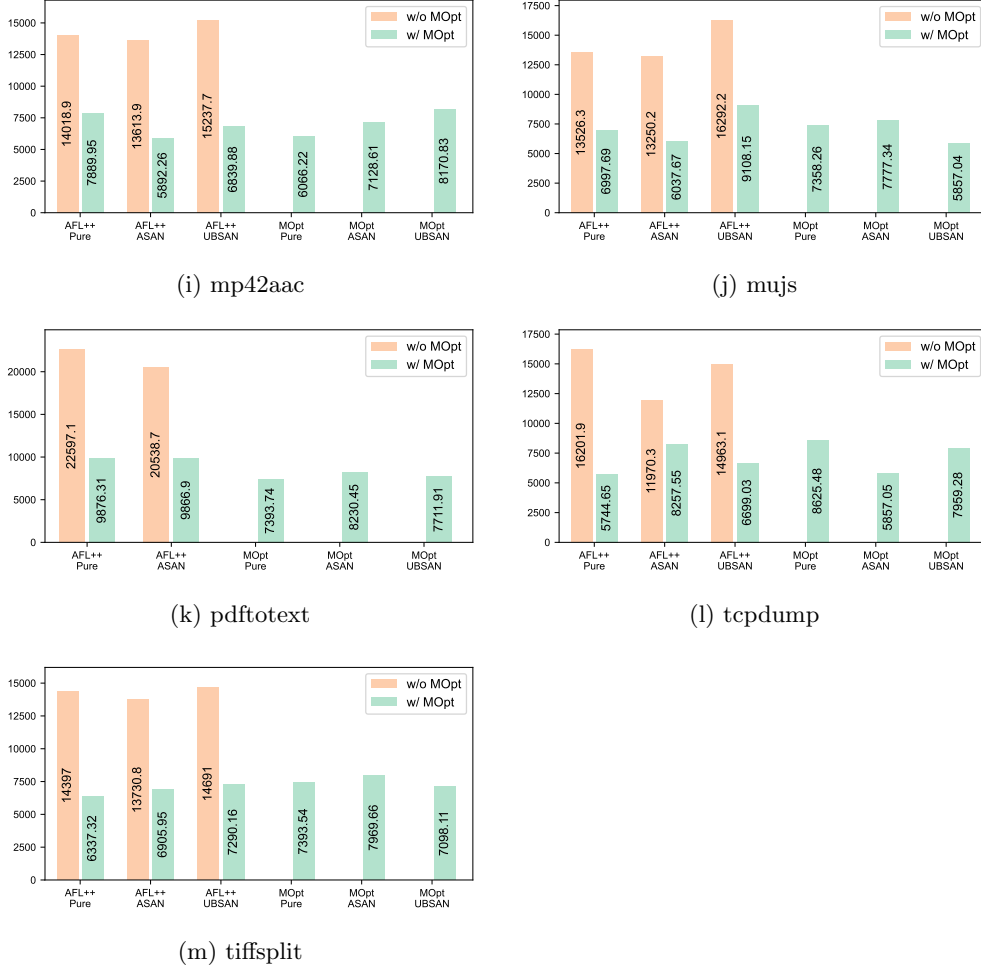 15000
12500
10000
7500
5000
2500
0
w/o MOpt
w/ MOpt
14018.9
7889.95
13613.9
5892.26
15237.7
6839.88
6066.22
7128.61
8170.83
AFL++
Pure
AFL++
ASAN
AFL++
UBSAN
MOpt
Pure
MOpt
ASAN
MOpt
UBSAN
(i) mp42aac
17500
15000
12500
10000
7500
5000
2500
0
w/o MOpt
w/ MOpt
13526.3
6997.69
13250.2
6037.67
16292.2
9108.15
7358.26
7777.34
5857.04
AFL++
Pure
AFL++
ASAN
AFL++
UBSAN
MOpt
Pure
MOpt
ASAN
MOpt
UBSAN
(j) mujs
20000
15000
10000
5000
0
w/o MOpt
w/ MOpt
22597.1
9876.31
20538.7
9866.9
7393.74
8230.45
7711.91
AFL++
Pure
AFL++
ASAN
MOpt
Pure
MOpt
ASAN
MOpt
UBSAN
(k) pdftotext
17500
15000
12500
10000
7500
5000
2500
0
w/o MOpt
w/ MOpt
16201.9
5744.65
11970.3
8257.55
14963.1
6699.03
8625.48
5857.05
7959.28
AFL++
Pure
AFL++
ASAN
AFL++
UBSAN
MOpt
Pure
MOpt
ASAN
MOpt
UBSAN
(l) tcpdump
15000
12500
10000
7500
5000
2500
0
w/o MOpt
w/ MOpt
14397
6337.32
13730.8
6905.95
14691
7290.16
7393.54
7969.66
7098.11
AFL++
Pure
AFL++
ASAN
AFL++
UBSAN
MOpt
Pure
MOpt
ASAN
MOpt
UBSAN
(m) tiffsplit